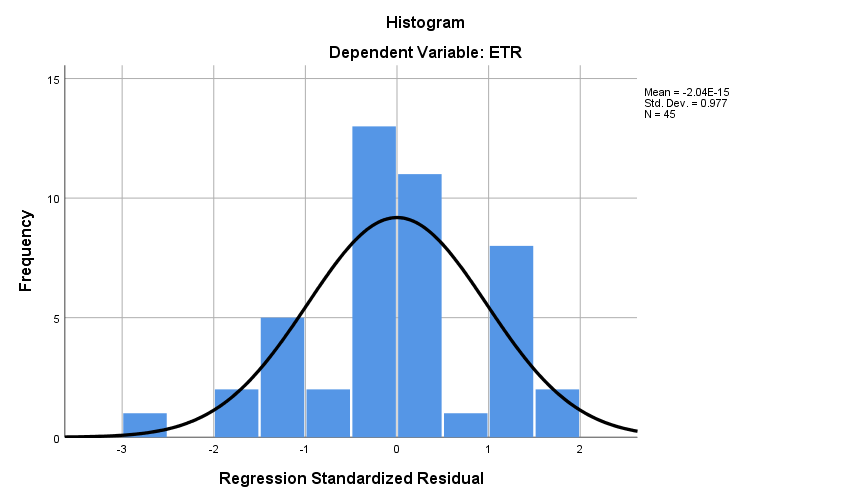 Histogram
Dependent Variable: ETR
Mean = -2.04E-15
Std. Dev. = 0.977
N = 45
Frequency
15
10
5
0
-3 -2 -1 0 1 2
Regression Standardized Residual